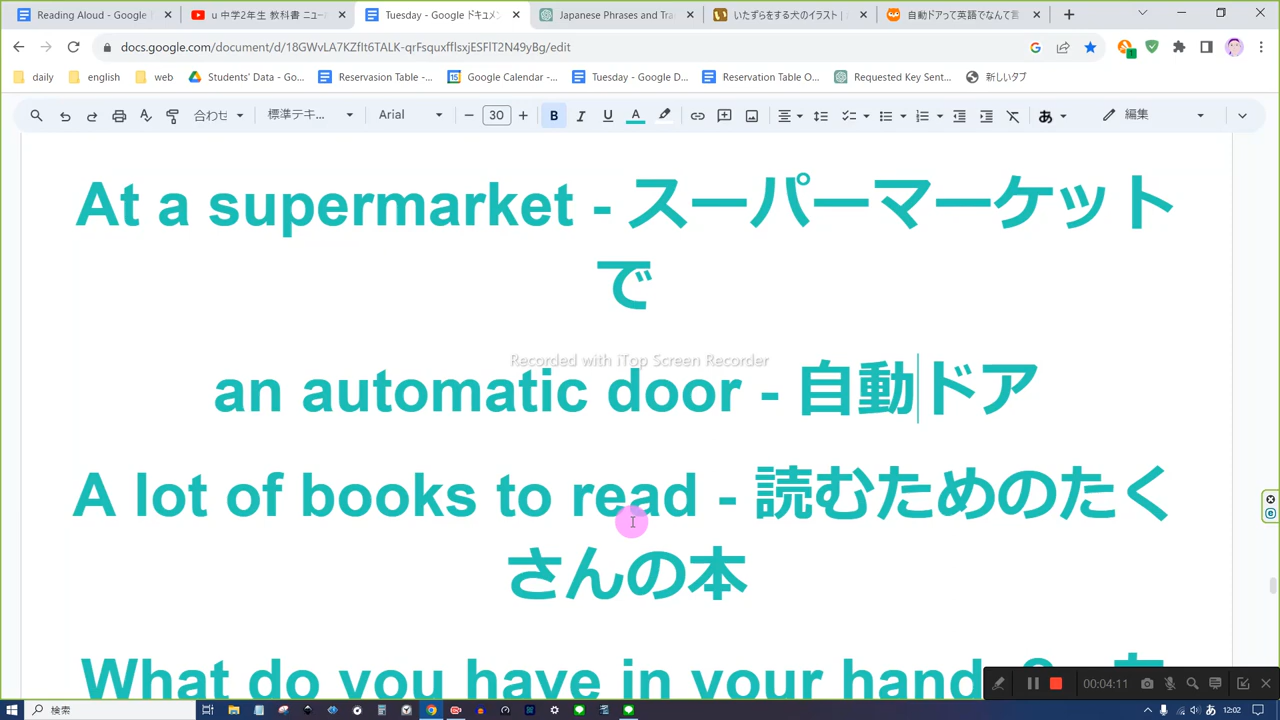 Reading Aloud - Google
u 中学2年生 教科書 ニュー
Tuesday - Google ドキュメン
Japanese Phrases and Tra
いたずらをする犬のイラスト |
自動ドアって英語でなんて言
docs.google.com/document/d/18GWvLA7KZfIt6TALK-qrFsquxfflsxjESFlT2N49yBg/edit
daily
english
web
Students' Data - Go...
Reservasion Table -...
Google Calendar -...
Tuesday - Google D...
Reservation Table O...
Requested Key Sent...
新しいタブ
合わせ
標準テキ...
Arial
30
B
I
U
A
あ
編集
At a supermarket - スーパーマーケット
で
Recorded with iTop Screen Recorder
an automatic door - 自動ドア
A lot of books to read - 読むためのたく
さんの本
What do you have in your hand
00:04:11
検索
あ
12:02